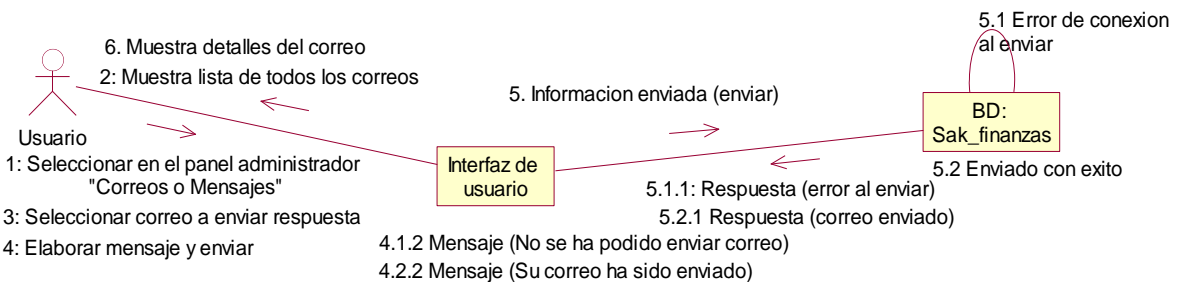 5.1 Error de conexion
al enviar
6. Muestra detalles del correo
2: Muestra lista de todos los correos
5. Informacion enviada (enviar)
BD:
Sak_finanzas
Usuario
1: Seleccionar en el panel administrador
"Correos o Mensajes"
Interfaz de
usuario
5.2 Enviado con exito
5.1.1: Respuesta (error al enviar)
3: Seleccionar correo a enviar respuesta
5.2.1 Respuesta (correo enviado)
4: Elaborar mensaje y enviar
4.1.2 Mensaje (No se ha podido enviar correo)
4.2.2 Mensaje (Su correo ha sido enviado)